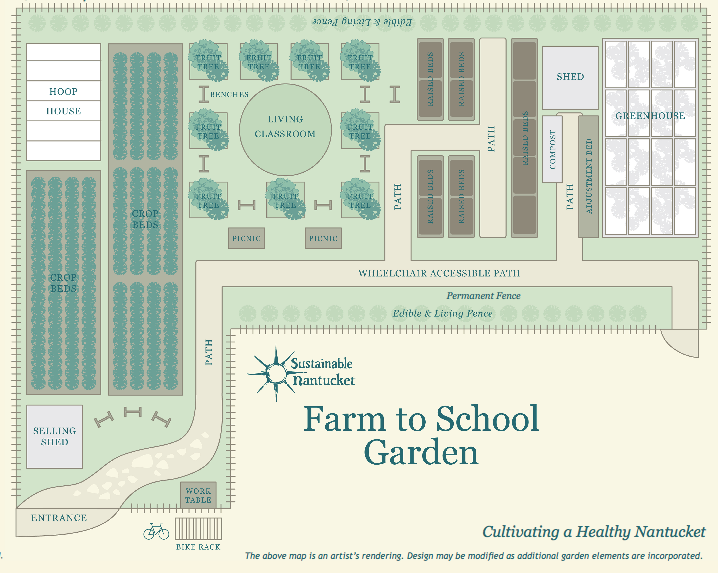 Edible & Living Fence
HOOP
HOUSE
FRUIT
TREE
FRUIT
TREE
FRUIT
TREE
FRUIT
TREE
BENCHES
LIVING
CLASSROOM
FRUIT
TREE
FRUIT
TREE
FRUIT
TREE
FRUIT
TREE
FRUIT
TREE
PICNIC
PICNIC
RAISED BEDS
RAISED BEDS
RAISED BEDS
RAISED BEDS
PATH
PATH
RAISED BEDS
SHED
COMPOST
PATH
ADJUSTMENT BED
GREENHOUSE
CROP
BEDS
CROP
BEDS
WHEELCHAIR ACCESSIBLE PATH
Permanent Fence
Edible & Living Fence
PATH
SELLING
SHED
WORK
TABLE
ENTRANCE
BIKE RACK
Sustainable
Nantucket
Farm to School
Garden
Cultivating a Healthy Nantucket
The above map is an artist's rendering. Design may be modified as additional garden elements are incorporated.